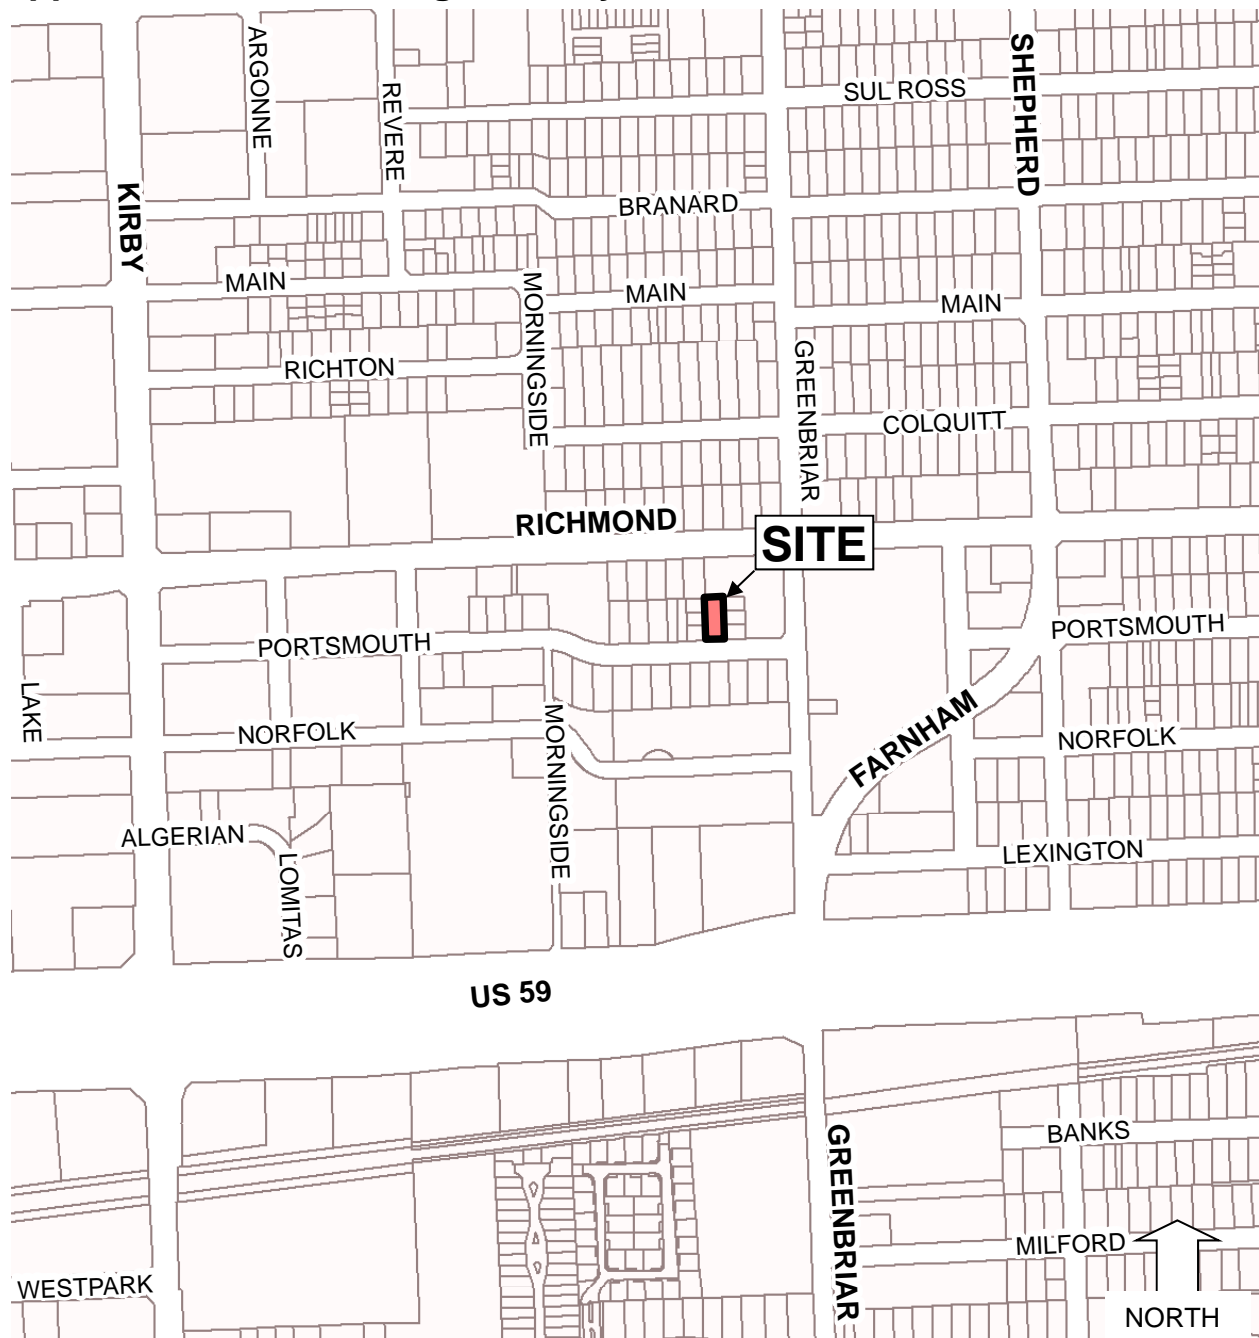 ARGONNE
REVERE
SHEPHERD
SUL ROSS
KIRBY
BRANARD
MAIN
MORNINGSIDE
MAIN
MAIN
RICHTON
GREENBRIAR
COLQUITT
RICHMOND
SITE
PORTSMOUTH
PORTSMOUTH
LAKE
NORFOLK
MORNINGSIDE
FARNHAM
NORFOLK
ALGERIAN
LOMITAS
LEXINGTON
US 59
GREENBRIAR
BANKS
MILFORD
WESTPARK
NORTH